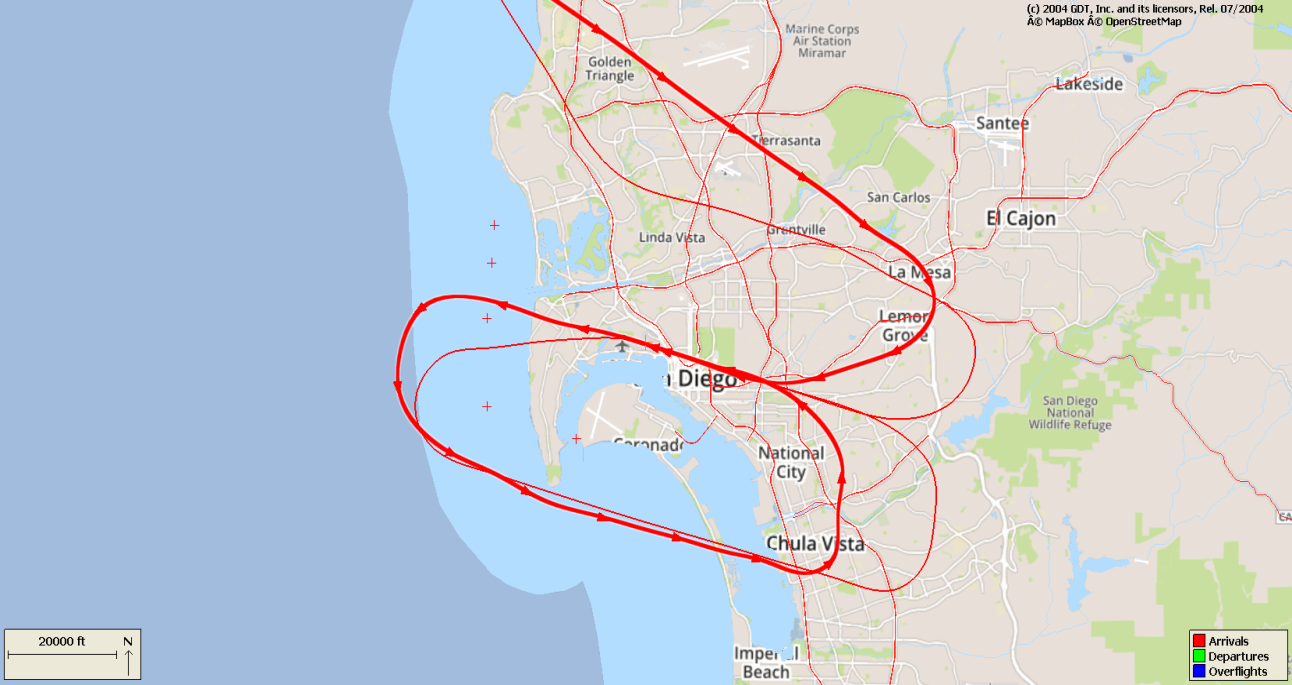 (c) 2004 GDT, Inc. and its licensors, Rel. 07/2004
Â© MapBox Â© OpenStreetMap
Marine Corps
Air Station
Miramar
Golden
Triangle
Lakeside
Santee
Tierrasanta
San Carlos
El Cajon
Linda Vista
Grantville
La Mesa
Lemon
Grove
n Diego
San Diego
National
Wildlife Refuge
Coronado
National
City
CA
Chula Vista
Imperial
Beach
20000 ft
N
Arrivals
Departures
Overflights